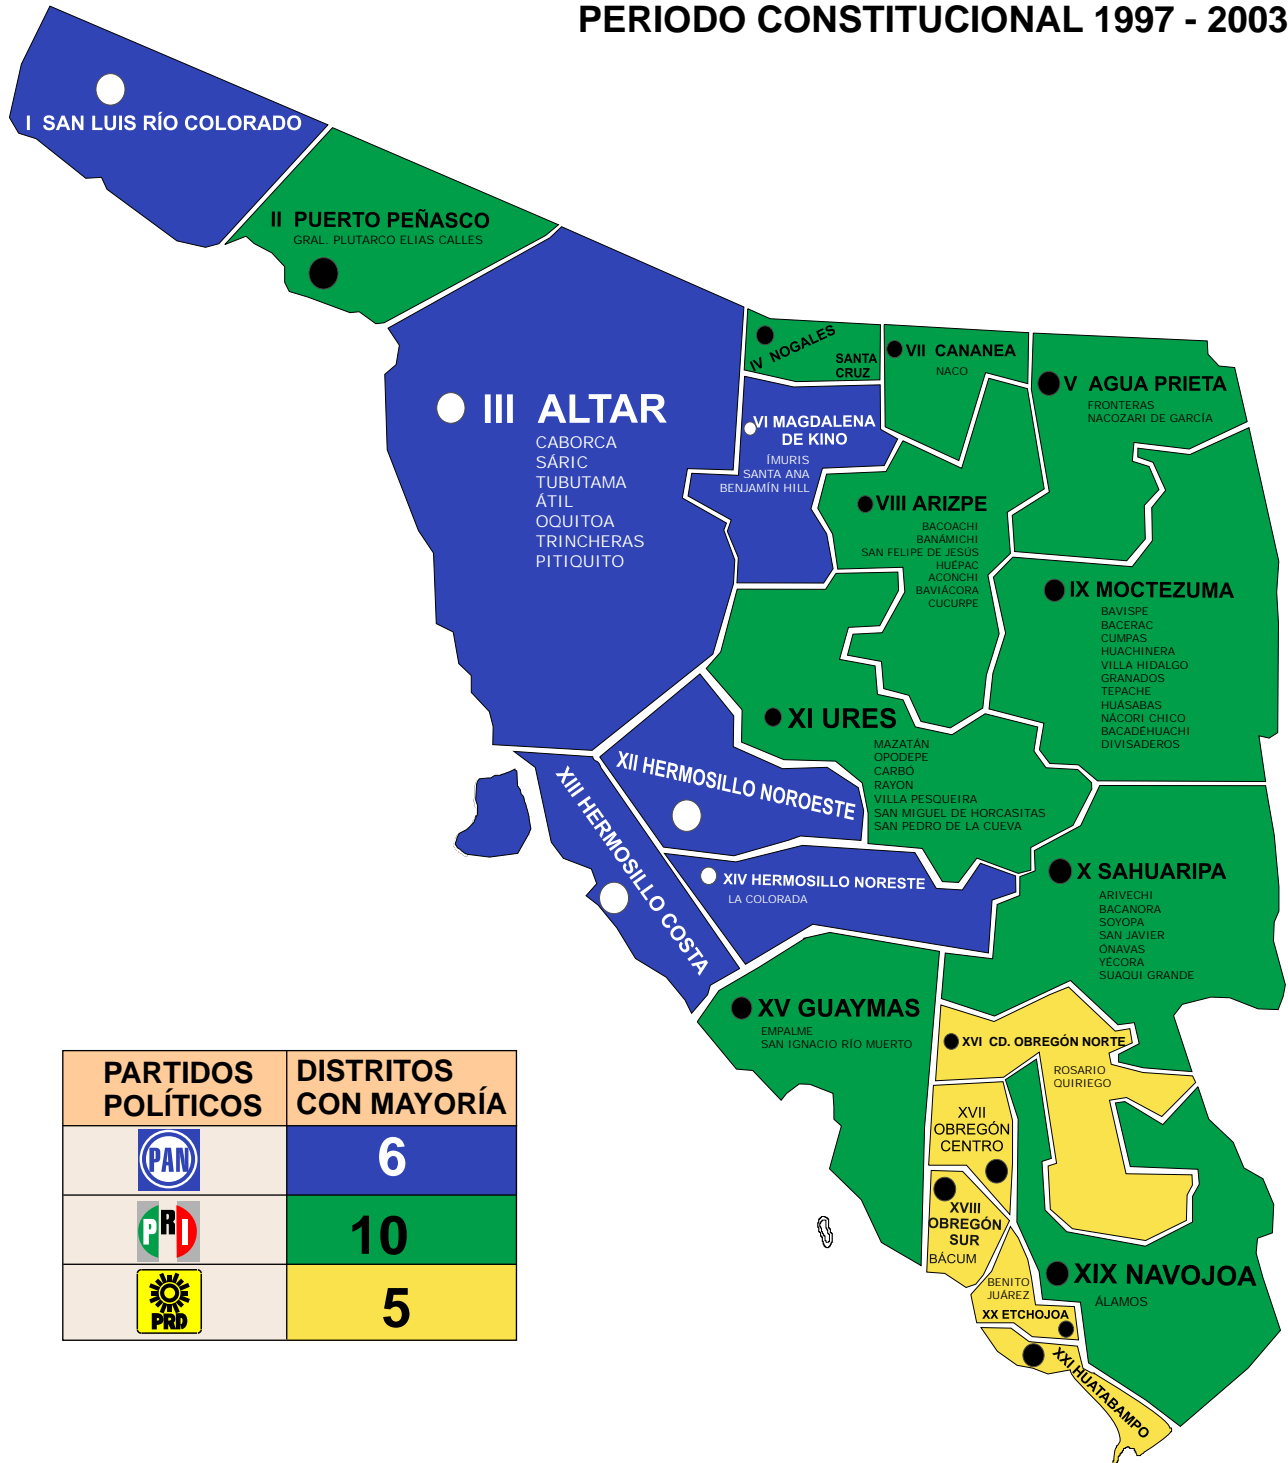 PERIODO CONSTITUCIONAL 1997 - 2003
I SAN LUIS RÍO COLORADO
II PUERTO PEÑASCO
GRAL. PLUTARCO ELIAS CALLES
III ALTAR
CABORCA
SÁRIC
TUBUTAMA
ÁTIL
OQUITOA
TRINCHERAS
PITIQUITO
IV NOGALES
SANTA
CRUZ
VII CANANEA
NACO
V AGUA PRIETA
FRONTERAS
NACOZARI DE GARCÍA
VI MAGDALENA
DE KINO
ÍMURIS
SANTA ANA
BENJAMÍN HILL
VIII ARIZPE
BACOACHI
BANÁMICHI
SAN FELIPE DE JESÚS
HUÉPAC
ACONCHI
BAVIÁCORA
CUCURPE
IX MOCTEZUMA
BAVISPE
BACERAC
CUMPAS
HUACHINERA
VILLA HIDALGO
GRANADOS
TEPACHE
HUÁSABAS
NÁCORI CHICO
BACADÉHUACHI
DIVISADEROS
XI URES
MAZATÁN
OPODEPE
CARBÓ
RAYON
VILLA PESQUEIRA
SAN MIGUEL DE HORCASITAS
SAN PEDRO DE LA CUEVA
XII HERMOSILLO NOROESTE
XIII HERMOSILLO COSTA
XIV HERMOSILLO NORESTE
LA COLORADA
X SAHUARIPA
ARIVECHI
BACANORA
SOYOPA
SAN JAVIER
ÓNAVAS
YÉCORA
SUAQUI GRANDE
XV GUAYMAS
EMPALME
SAN IGNACIO RÍO MUERTO
XVI CD. OBREGÓN NORTE
ROSARIO
QUIRIEGO
XVII
OBREGÓN
CENTRO
XVIII
OBREGÓN
SUR
BÁCUM
XIX NAVOJOA
ÁLAMOS
BENITO
JUÁREZ
XX ETCHOJOA
XXI HUATABAMPO
PARTIDOS
POLÍTICOS
DISTRITOS
CON MAYORÍA
PAN
6
PRI
10
PRD
5